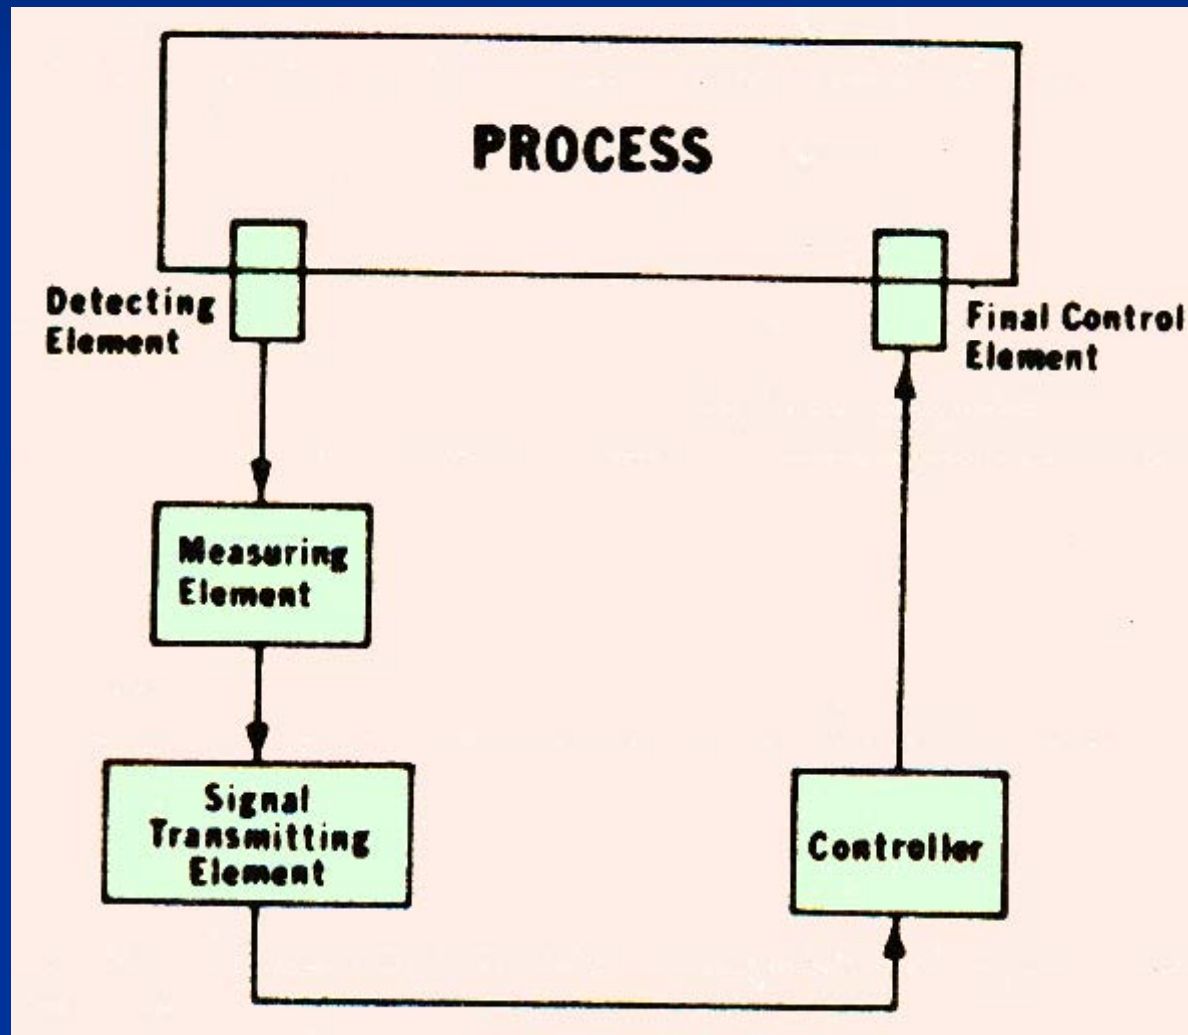 PROCESS
Detecting
Element
Final Control
Element
Measuring
Element
Signal
Transmitting
Element
Controller